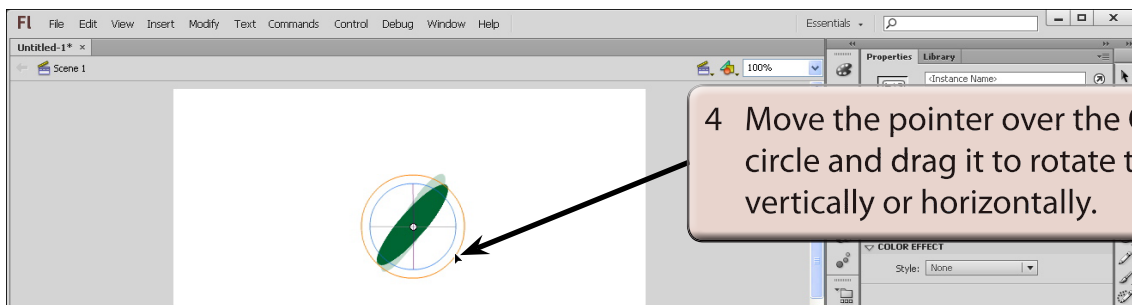 Fl File Edit View Insert Modify Text Commands Control Debug Window Help Essentials
Untitled-1* ×
Scene 1 100%
Properties Library
<Instance Name>
4 Move the pointer over the
circle and drag it to rotate
vertically or horizontally.
COLOR EFFECT
Style: None